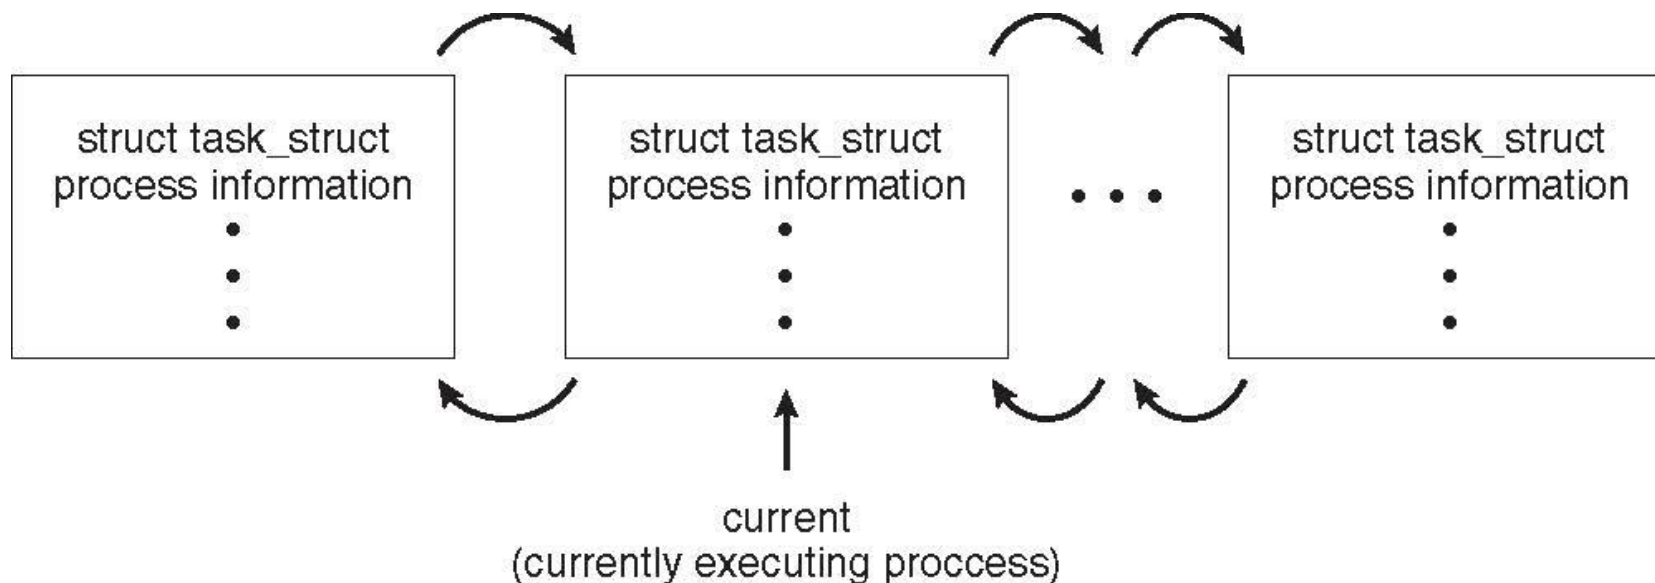 struct task_struct
process information
struct task_struct
process information
struct task_struct
process information
current
(currently executing proccess)